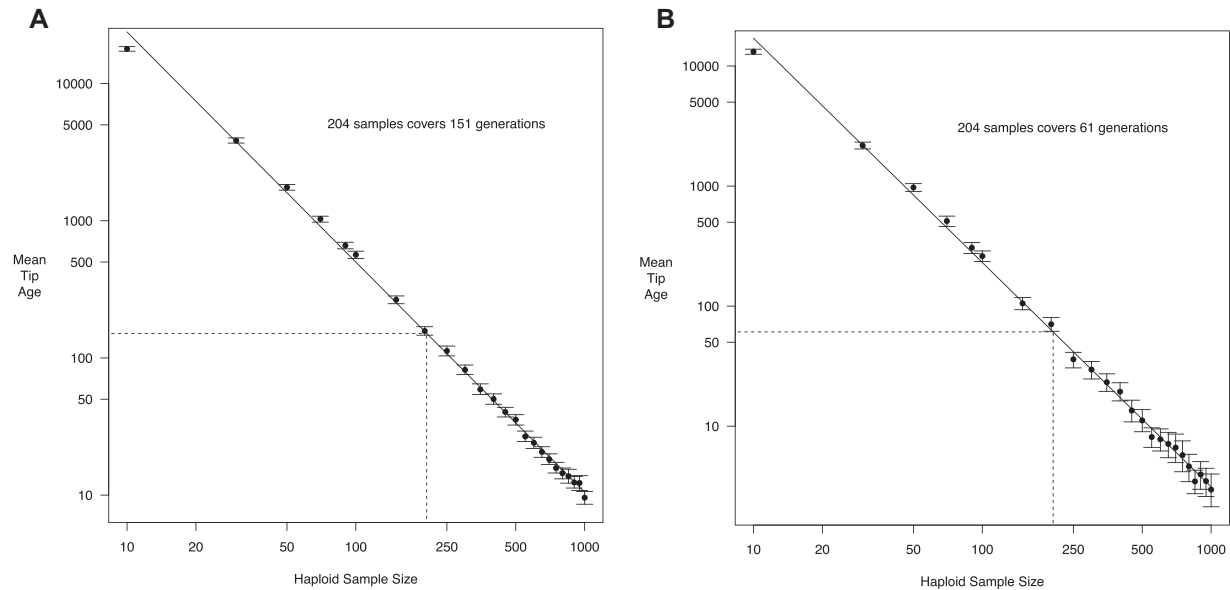 A
204 samples covers 151 generations
Mean
Tip
Age
10000
5000
1000
500
100
50
10
10 20 50 100 250 500 1000
Haploid Sample Size
B
204 samples covers 61 generations
Mean
Tip
Age
10000
5000
1000
500
100
50
10
10 20 50 100 250 500 1000
Haploid Sample Size